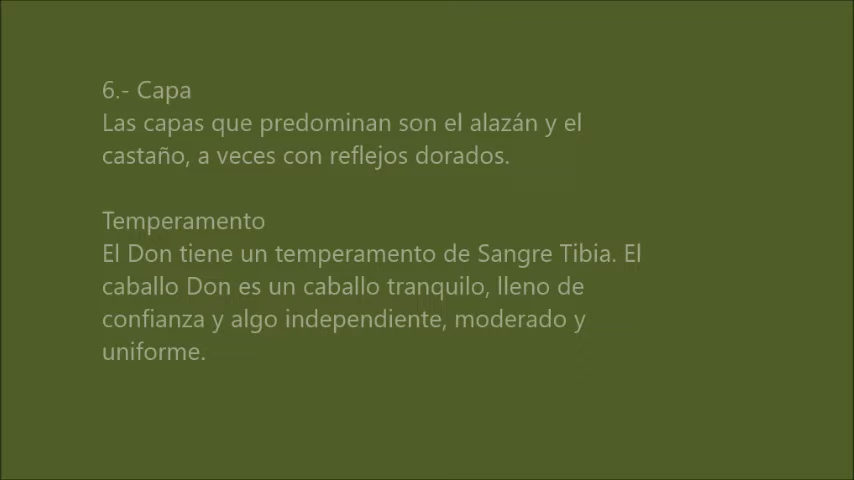 6.- Capa
Las capas que predominan son el alazán y el
castaño, a veces con reflejos dorados.
Temperamento
El Don tiene un temperamento de Sangre Tibia. El
caballo Don es un caballo tranquilo, lleno de
confianza y algo independiente, moderado y
uniforme.